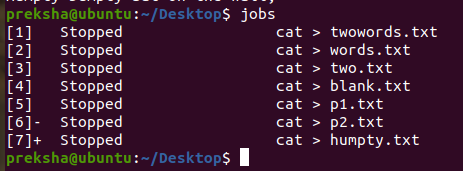 preksha@ubuntu:~/Desktop$ jobs
[1]   Stopped                 cat > twowords.txt
[2]   Stopped                 cat > words.txt
[3]   Stopped                 cat > two.txt
[4]   Stopped                 cat > blank.txt
[5]   Stopped                 cat > p1.txt
[6]-  Stopped                 cat > p2.txt
[7]+  Stopped                 cat > humpty.txt
preksha@ubuntu:~/Desktop$